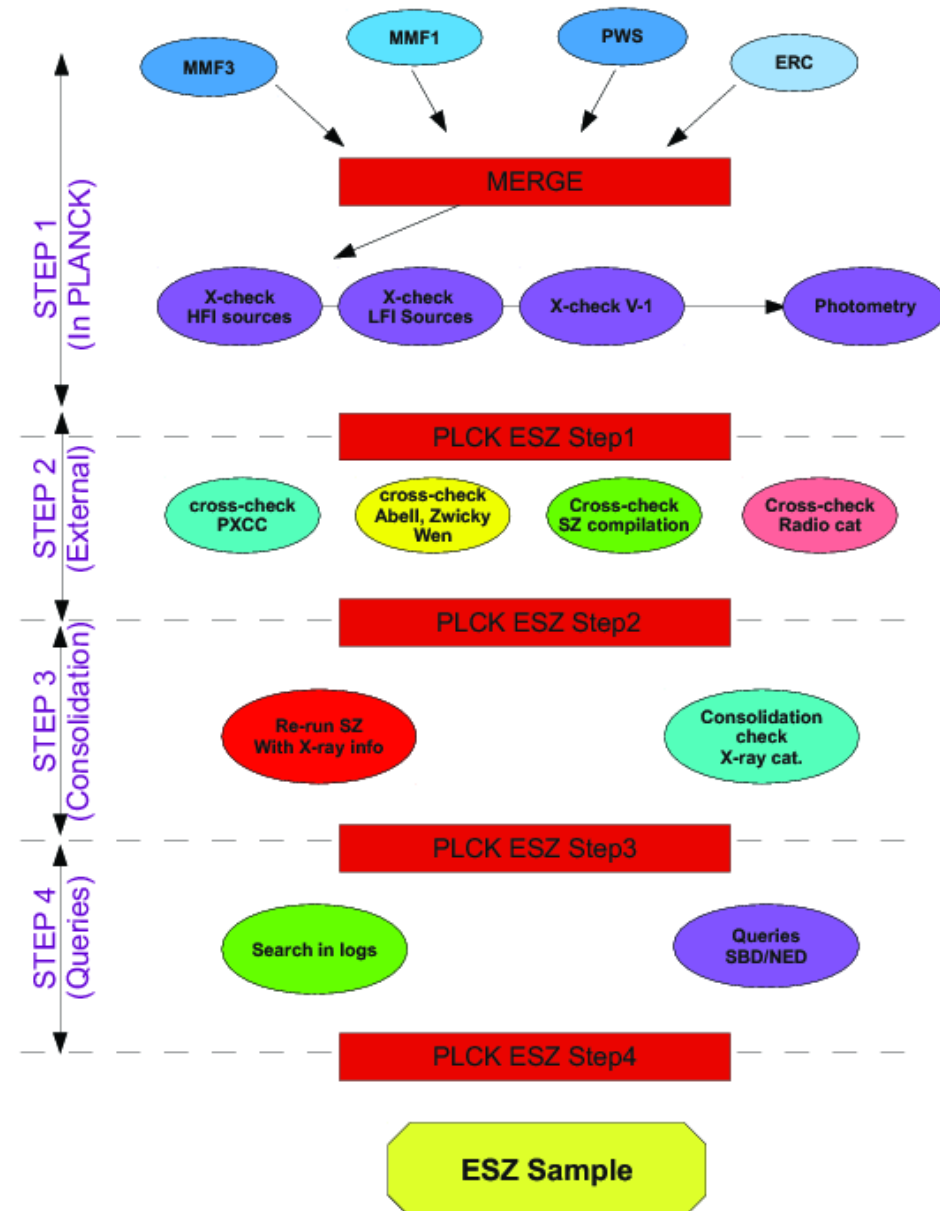 MMF3
MMF1
PWS
ERC
MERGE
STEP 1
(In PLANCK)
X-check
HFI sources
X-check
LFI Sources
X-check V-1
Photometry
PLCK ESZ Step1
STEP 2
(External)
cross-check
PXCC
cross-check
Abell, Zwicky
Wen
Cross-check
SZ compilation
Cross-check
Radio cat
PLCK ESZ Step2
STEP 3
(Consolidation)
Re-run SZ
With X-ray info
Consolidation
check
X-ray cat.
PLCK ESZ Step3
STEP 4
(Queries)
Search in logs
Queries
SBD/NED
PLCK ESZ Step4
ESZ Sample